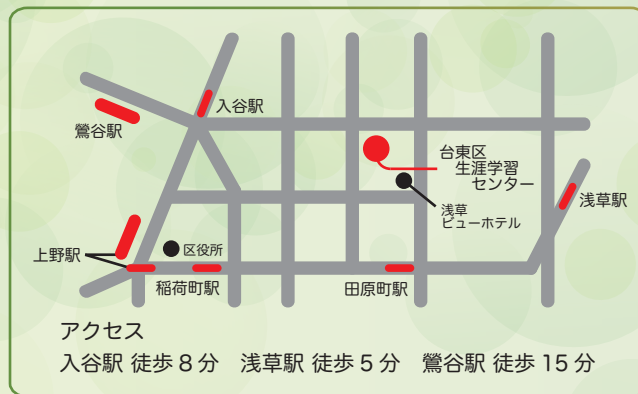 入谷駅
鶯谷駅
台東区
生涯学習
センター
浅草駅
浅草
ビューホテル
上野駅
区役所
稲荷町駅
田原町駅
アクセス
入谷駅 徒歩 8 分　浅草駅 徒歩 5 分　鶯谷駅 徒歩 15 分